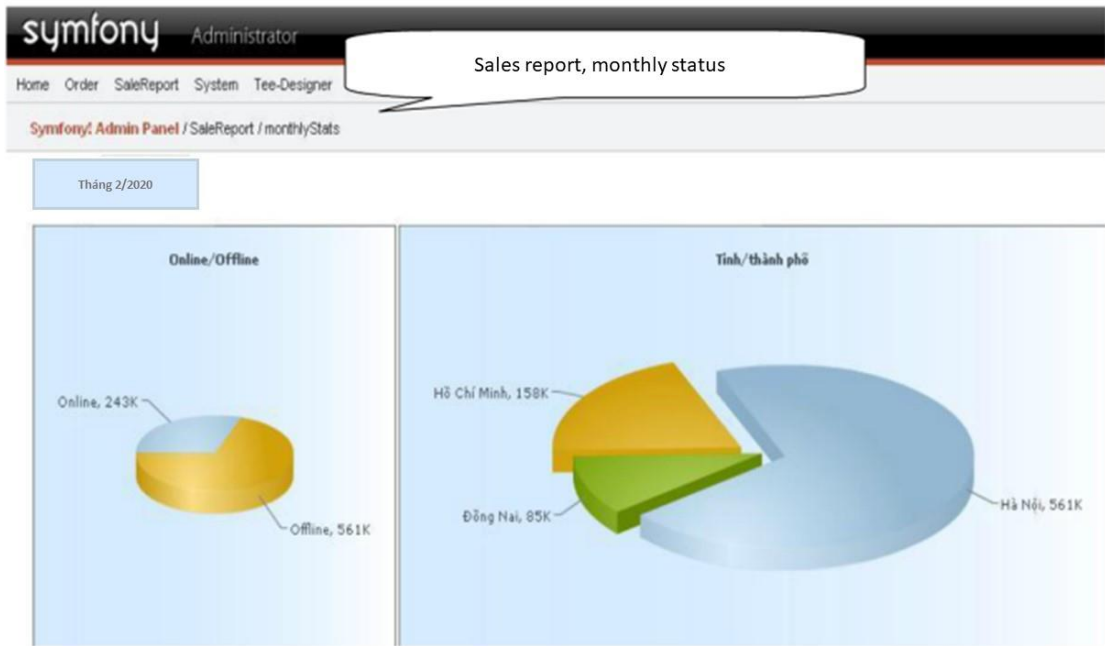 symfony Administrator
Sales report, monthly status
Home Order SaleReport System Tee-Designer
Symfony! Admin Panel / SaleReport / monthlyStats
Tháng 2/2020
Online/Offline
Online, 243K
Offline, 561K
Tỉnh/thành phố
Hồ Chí Minh, 158K
Đồng Nai, 85K
Hà Nội, 561K